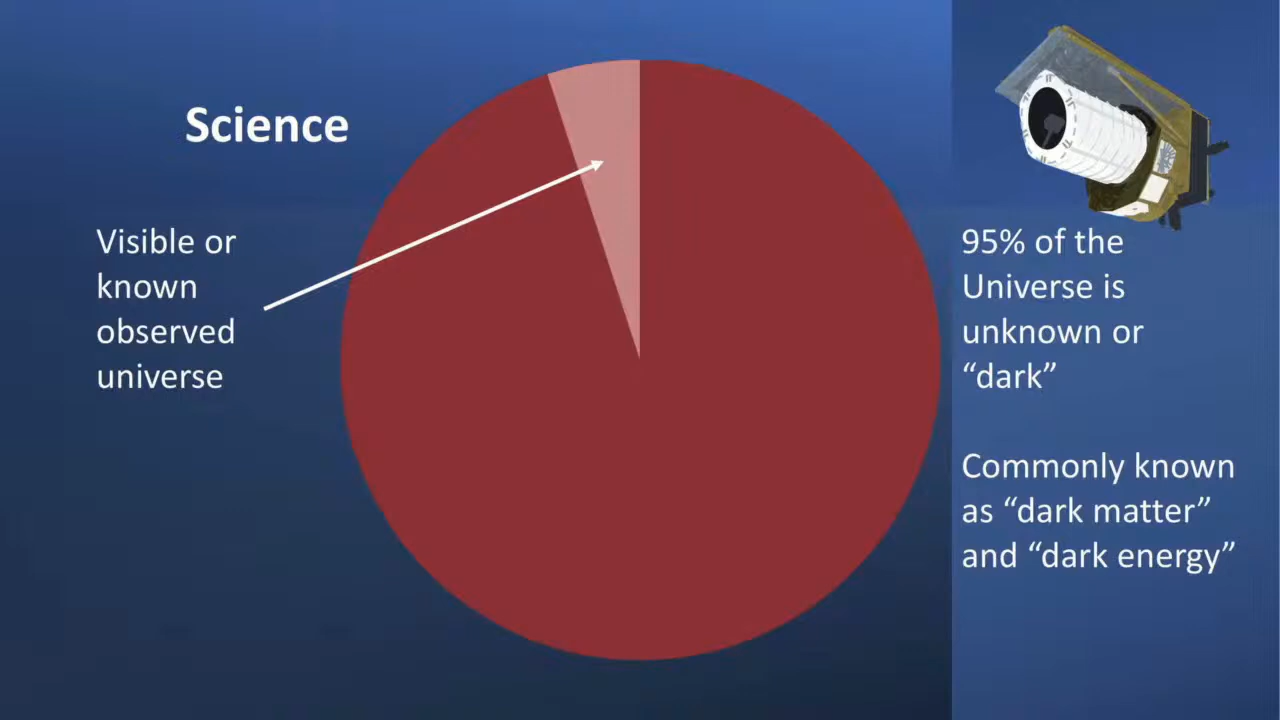 Science
Visible or
known
observed
universe
95% of the
Universe is
unknown or
“dark”
Commonly known
as “dark matter”
and “dark energy”